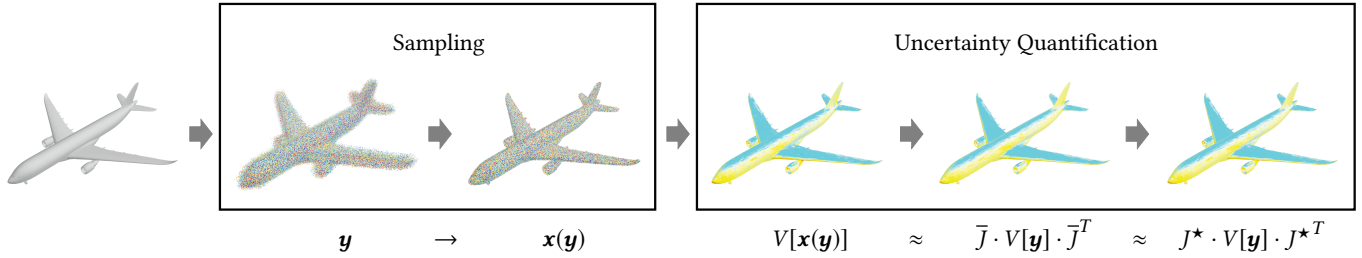 Sampling
Uncertainty Quantification
y → x(y)
V[x(y)] ≈ J̅ · V[y] · J̅ᵀ ≈ J★ · V[y] · J★ᵀ